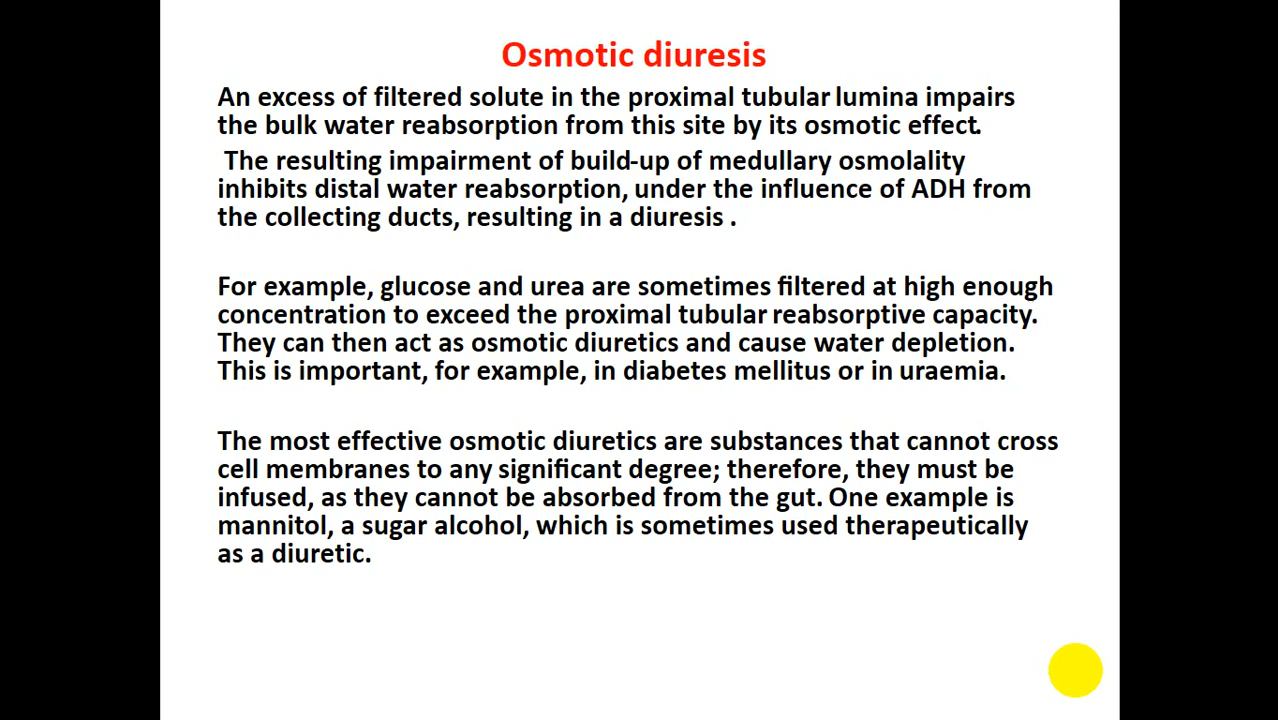 Osmotic diuresis
An excess of filtered solute in the proximal tubular lumina impairs
the bulk water reabsorption from this site by its osmotic effect.
The resulting impairment of build-up of medullary osmolality
inhibits distal water reabsorption, under the influence of ADH from
the collecting ducts, resulting in a diuresis .
For example, glucose and urea are sometimes filtered at high enough
concentration to exceed the proximal tubular reabsorptive capacity.
They can then act as osmotic diuretics and cause water depletion.
This is important, for example, in diabetes mellitus or in uraemia.
The most effective osmotic diuretics are substances that cannot cross
cell membranes to any significant degree; therefore, they must be
infused, as they cannot be absorbed from the gut. One example is
mannitol, a sugar alcohol, which is sometimes used therapeutically
as a diuretic.